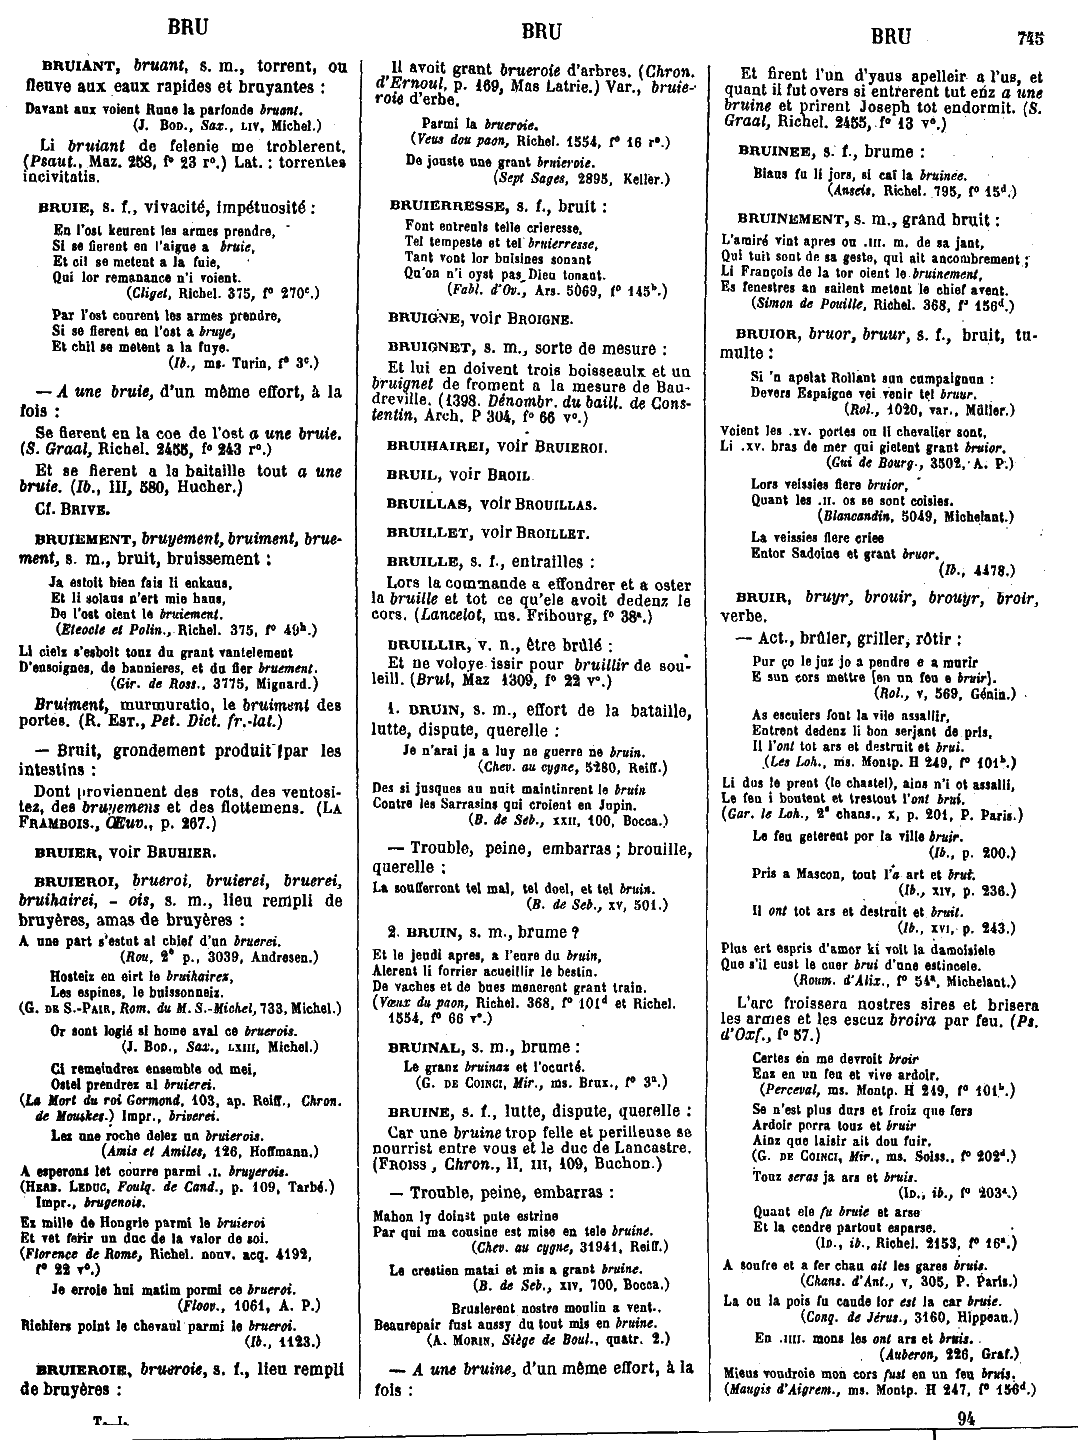 BRU
BRU
BRU 745
BRUIANT, bruant, s. m., torrent, ou
fleuve aux eaux rapides et bruyantes :
Davant aux voient Rune la parfonde bruant.
(J. BOD., Sax., LIV, Michel.)
Li bruiant de felenie me troblerent.
(Psaut., Maz. 258, f° 23 r°.) Lat. : torrentes
incivitatis.
BRUIE, s. f., vivacité, impétuosité :
En l'ost keurent les armes prendre,
Si se fierent en l'aigue a bruie,
Et cil se metent a la fuie,
Qui lor remanance n'i voient.
(Cliget, Richel. 375, f° 270c.)
Par l'ost courent les armes prendre,
Si se fierent en l'ost a bruye,
Et chil se metent a la fuye.
(Ib., ms. Turin, f° 3c.)
— A une bruie, d'un même effort, à la
fois :
Se fierent en la coe de l'ost a une bruie.
(S. Graal, Richel. 2455, f° 243 r°.)
Et se fierent a la baitaille tout a une
bruie. (Ib., III, 580, Hucher.)
Cf. BRIVE.
BRUIEMENT, bruyement, bruiment, brue-
ment, s. m., bruit, bruissement :
Ja estoit bien fais li enkaus,
Et li solaus n'ert mie haus,
De l'ost oient le bruiement.
(Eteocle et Polin., Richel. 375, f° 49b.)
Li ciels s'esbolt touz du grant vantelement
D'ensoignes, de bannieres, et du fler bruement.
(Gir. de Ross., 3775, Mignard.)
Bruiment, murmuratio, le bruiment des
portes. (R. EST., Pet. Dict. fr.-lat.)
— Bruit, grondement produit par les
intestins :
Dont proviennent des rots, des ventosi-
tez, des bruyemens et des flottemens. (LA
FRAMBOIS., Œuv., p. 267.)
BRUIER, voir BRUHIER.
BRUIEROI, brueroi, bruierei, bruerei,
bruihairei, - ois, s. m., lieu rempli de
bruyères, amas de bruyères :
A une part s'estut al chief d'un bruerei.
(Rou, 2e p., 3039, Andresen.)
Hosteiz en eirt le bruihaires,
Les espines, le buissonneiz.
(G. DE S.-PAIR, Rom. du M. S.-Michel, 733, Michel.)
Or sont logié si home aval ce bruerois.
(J. BOD., Sax., LXIII, Michel.)
Ci remeindrez ensemble od mei,
Ostel prendrez al bruierei.
(La Mort du roi Gormond, 103, ap. Reiff., Chron.
de Mouskes.) Impr., briverei.
Lez une roche delez un bruierois.
(Amis et Amiles, 126, Hoffmann.)
A esperons let courre parmi .I. bruyerois.
(HERB. LEDUC, Foulq. de Cand., p. 109, Tarbé.)
Impr., brugenois.
Ez mille de Hongrie parmi le bruieroi
Et vet ferir un duc de la valor de soi.
(Florence de Rome, Richel. nouv. acq. 4192,
f° 22 v°.)
Je erroie hui matim parmi ce brueroi.
(Floov., 1061, A. P.)
Richiers point le chevaul parmi le brueroi.
(Ib., 1123.)
BRUIEROIE, brueroie, s. f., lieu rempli
de bruyères :
T. I.
Il avoit grant brueroie d'arbres. (Chron.
d'Ernoul, p. 169, Mas Latrie.) Var., bruie-
roie d'erbe.
Parmi la brueroie.
(Veus dou paon, Richel. 1554, f° 16 r°.)
De jouste une grant bruieroie.
(Sept Sages, 2895, Keller.)
BRUIERRESSE, s. f., bruit :
Font entreuls telle crieresse,
Tel tempeste et tel bruierresse,
Tant vont lor buisines sonant
Qu'on n'i oyst pas Dieu tonant.
(Fabl. d'Ov., Ars. 5069, f° 145b.)
BRUIGNE, voir BROIGNE.
BRUIGNET, s. m., sorte de mesure :
Et lui en doivent trois boisseaulx et un
bruignet de froment a la mesure de Bau-
dreville. (1398. Dénombr. du baill. de Cons-
tentin, Arch. P 304, f° 66 v°.)
BRUIHAIREI, voir BRUIEROI.
BRUIL, voir BROIL
BRUILLAS, voir BROUILLAS.
BRUILLET, voir BROILLET.
BRUILLE, s. f., entrailles :
Lors la commande a effondrer et a oster
la bruille et tot ce qu'ele avoit dedenz le
cors. (Lancelot, ms. Fribourg, f° 38a.)
BRUILLIR, v. n., être brûlé :
Et ne voloye issir pour bruillir de sou-
leill. (Brut, Maz 1309, f° 22 v°.)
1. BRUIN, s. m., effort de la bataille,
lutte, dispute, querelle :
Je n'arai ja a luy ne guerre ne bruin.
(Chev. au cygne, 5280, Reiff.)
Des si jusques au nuit maintinrent le bruin
Contre les Sarrasins qui croient en Jupin.
(B. de Seb., XXII, 100, Bocca.)
— Trouble, peine, embarras ; brouille,
querelle :
La soufferront tel mal, tel doel, et tel bruin.
(B. de Seb., XV, 501.)
2. BRUIN, s. m., brume ?
Et le jeudi apres, a l'eure du bruin,
Alerent li forrier acueillir le bestin.
De vaches et de bues menerent grant train.
(Vœux du paon, Richel. 368, f° 101d et Richel.
1554, f° 66 v°.)
BRUINAL, s. m., brume :
Le granz bruinaz et l'ocurté.
(G. DE COINCI, Mir., ms. Brux., f° 3a.)
BRUINE, s. f., lutte, dispute, querelle :
Car une bruine trop felle et perilleuse se
nourrist entre vous et le duc de Lancastre.
(FROISS , Chron., II, III, 109, Buchon.)
— Trouble, peine, embarras :
Mahon ly doinst pute estrine
Par qui ma cousine est mise en tele bruine.
(Chev. au cygne, 31941, Reiff.)
Le crestien matai et mis a grant bruine.
(B. de Seb., XIV, 700, Bocca.)
Bruslerent nostre moulin a vent..
Beaurepair fust aussy du tout mis en bruine.
(A. MORIN, Siège de Boul., quatr. 2.)
— A une bruine, d'un même effort, à la
fois :
Et firent l'un d'yaus apelleir a l'us, et
quant il fut overs si entrerent tut enz a une
bruine et prirent Joseph tot endormit. (S.
Graal, Richel. 2455, f° 13 v°.)
BRUINEE, s. f., brume :
Biaus fu li jors, si caï la bruinee.
(Anseis, Richel. 795, f° 15d.)
BRUINEMENT, s. m., grand bruit :
L'amiré vint apres ou .III. m. de sa jant,
Qui tuit sont de sa geste, qui ait ancombrement ;
Li François de la tor oient le bruinement,
Es fenestres an sailent metent le chief avent.
(Simon de Pouille, Richel. 368, f° 156d.)
BRUIOR, bruor, bruur, s. f., bruit, tu-
multe :
Si 'n apelat Rollant sun cumpaignun :
Devers Espaigne vei venir tel bruur.
(Rol., 1020, var., Müller.)
Voient les .XV. portes ou li chevalier sont,
Li .XV. bras de mer qui gietent grant bruior.
(Gui de Bourg., 3502, A. P.)
Lors veissies fiere bruior,
Quant les .II. os se sont coisies.
(Blancandin, 5049, Michelant.)
La veissies fiere criee
Entor Sadoine et grant bruor.
(Ib., 4478.)
BRUIR, bruyr, brouir, brouyr, broir,
verbe.
— Act., brûler, griller, rôtir :
Pur ço le juz jo a pendre e a murir
E sun cors mettre [en un feu e bruir].
(Rol., V, 569, Génin.)
As escuiers font la vile assallir,
Entrent dedenz li bon serjant de pris,
Il l'ont tot ars et destruit et brui.
(Les Loh., ms. Montp. H 249, f° 101b.)
Li dus le prent (le chastel), ains n'i ot assalli,
Le feu i boutent et trestout l'ont brui.
(Gar. le Loh., 2e chans., X, p. 201, P. Paris.)
Le feu geterent por la ville bruir.
(Ib., p. 200.)
Pris a Mascon, tout l'a art et brut.
(Ib., XIV, p. 236.)
Il ont tot ars et destruit et bruit.
(Ib., XVI, p. 243.)
Plus ert espris d'amor ki voit la damoisiele
Que s'il eust le cuer brui d'une estincele.
(Roum. d'Alix., f° 54a, Michelant.)
L'arc froissera nostres sires et brisera
les armes et les escuz broira par feu. (Ps.
d'Oxf., f° 57.)
Certes en me devroit broir
Enz en un feu et vive ardoir.
(Perceval, ms. Montp. H 249, f° 101b.)
Se n'est plus durs et froiz que fers
Ardoir porra touz et bruir
Ainz que laisir ait dou fuir.
(G. DE COINCI, Mir., ms. Soiss., f° 202d.)
Touz seras ja ars et bruis.
(ID., ib., f° 203a.)
Quant ele fu bruie et arse
Et la cendre partout esparse.
(ID., ib., Richel. 2153, f° 16a.)
A soufre et a fer chau ait les gares bruis.
(Chans. d'Ant., V, 305, P. Paris.)
La ou la pois fu caude lor est la car bruie.
(Conq. de Jérus., 3160, Hippeau.)
En .IIII. mons les ont ars et bruis.
(Auberon, 226, Graf.)
Mieus voudroie mon cors fust en un feu bruis.
(Maugis d'Aigrem., ms. Montp. H 247, f° 156d.)
94